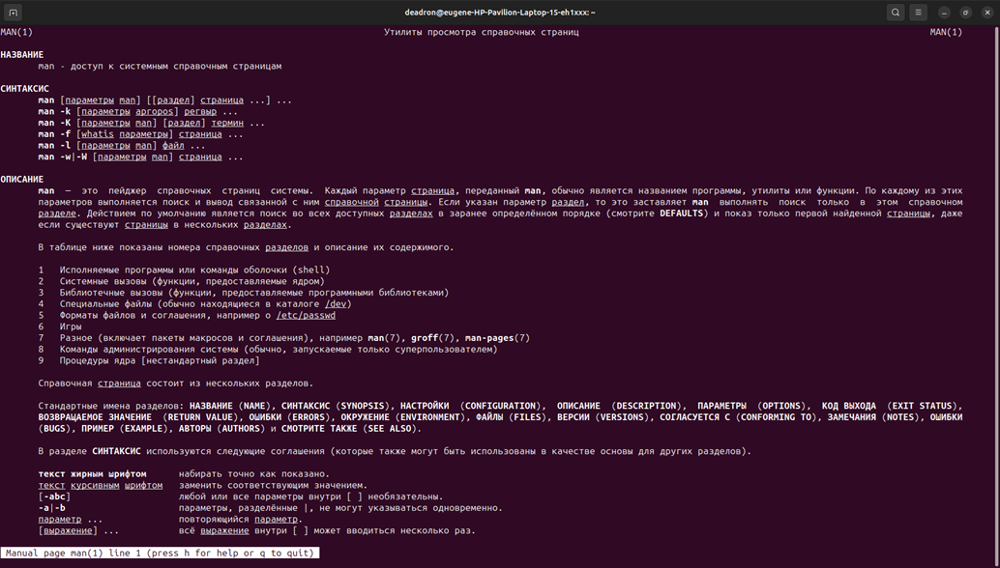 deadron@eugene-HP-Pavilion-Laptop-15-eh1xxx: ~
MAN(1) Утилиты просмотра справочных страниц MAN(1)
НАЗВАНИЕ
man - доступ к системным справочным страницам
СИНТАКСИС
man [параметры man] [[раздел] страница ...] ...
man -k [параметры apropos] регвыр ...
man -K [параметры man] [раздел] термин ...
man -f [whatis параметры] страница ...
man -l [параметры man] файл ...
man -w|-W [параметры man] страница ...
ОПИСАНИЕ
man — это пейджер справочных страниц системы. Каждый параметр страница, переданный man, обычно является названием программы, утилиты или функции. По каждому из этих
параметров выполняется поиск и вывод связанной с ним справочной страницы. Если указан параметр раздел, то это заставляет man выполнять поиск только в этом справочном
разделе. Действием по умолчанию является поиск во всех доступных разделах в заранее определённом порядке (смотрите DEFAULTS) и показ только первой найденной страницы, даже
если существуют страницы в нескольких разделах.
В таблице ниже показаны номера справочных разделов и описание их содержимого.
1 Исполняемые программы или команды оболочки (shell)
2 Системные вызовы (функции, предоставляемые ядром)
3 Библиотечные вызовы (функции, предоставляемые программными библиотеками)
4 Специальные файлы (обычно находящиеся в каталоге /dev)
5 Форматы файлов и соглашения, например о /etc/passwd
6 Игры
7 Разное (включает пакеты макросов и соглашения), например man(7), groff(7), man-pages(7)
8 Команды администрирования системы (обычно, запускаемые только суперпользователем)
9 Процедуры ядра [нестандартный раздел]
Справочная страница состоит из нескольких разделов.
Стандартные имена разделов: НАЗВАНИЕ (NAME), СИНТАКСИС (SYNOPSIS), НАСТРОЙКИ (CONFIGURATION), ОПИСАНИЕ (DESCRIPTION), ПАРАМЕТРЫ (OPTIONS), КОД ВЫХОДА (EXIT STATUS),
ВОЗВРАЩАЕМОЕ ЗНАЧЕНИЕ (RETURN VALUE), ОШИБКИ (ERRORS), ОКРУЖЕНИЕ (ENVIRONMENT), ФАЙЛЫ (FILES), ВЕРСИИ (VERSIONS), СОГЛАСУЕТСЯ С (CONFORMING TO), ЗАМЕЧАНИЯ (NOTES), ОШИБКИ
(BUGS), ПРИМЕР (EXAMPLE), АВТОРЫ (AUTHORS) и СМОТРИТЕ ТАКЖЕ (SEE ALSO).
В разделе СИНТАКСИС используются следующие соглашения (которые также могут быть использованы в качестве основы для других разделов).
текст жирным шрифтом набирать точно как показано.
текст курсивным шрифтом заменить соответствующим значением.
[-abc] любой или все параметры внутри [ ] необязательны.
-a|-b параметры, разделённые |, не могут указываться одновременно.
параметр ... повторяющийся параметр.
[выражение] ... всё выражение внутри [ ] может вводиться несколько раз.
Manual page man(1) line 1 (press h for help or q to quit)